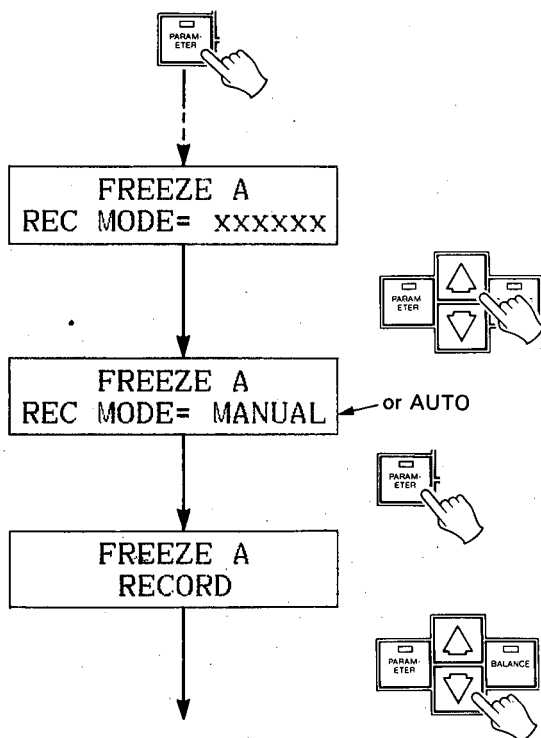 PARAM-
ETER
FREEZE A
REC MODE= xxxxxx
PARAM
ETER
FREEZE A
REC MODE= MANUAL
or AUTO
PARAM-
ETER
FREEZE A
RECORD
PARAM-
ETER
BALANCE